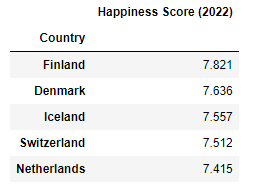 Happiness Score (2022)
Country
Finland 7.821
Denmark 7.636
Iceland 7.557
Switzerland 7.512
Netherlands 7.415